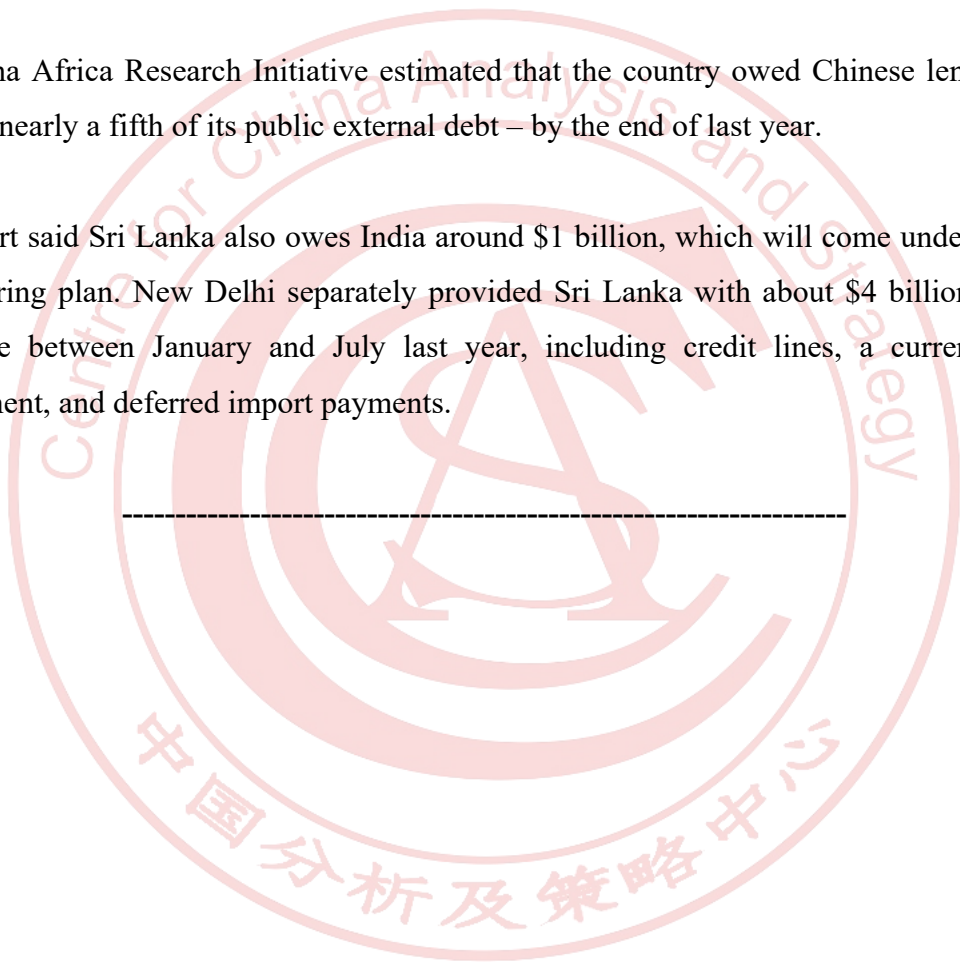 na Africa Research Initiative estimated that the country owed Chinese len
nearly a fifth of its public external debt – by the end of last year.
rt said Sri Lanka also owes India around $1 billion, which will come unde
ring plan. New Delhi separately provided Sri Lanka with about $4 billion
e between January and July last year, including credit lines, a curren
nent, and deferred import payments.
--------------------------------------------------------------------
Centre for China Analysis and Strategy
CCAS
中国分析及策略中心